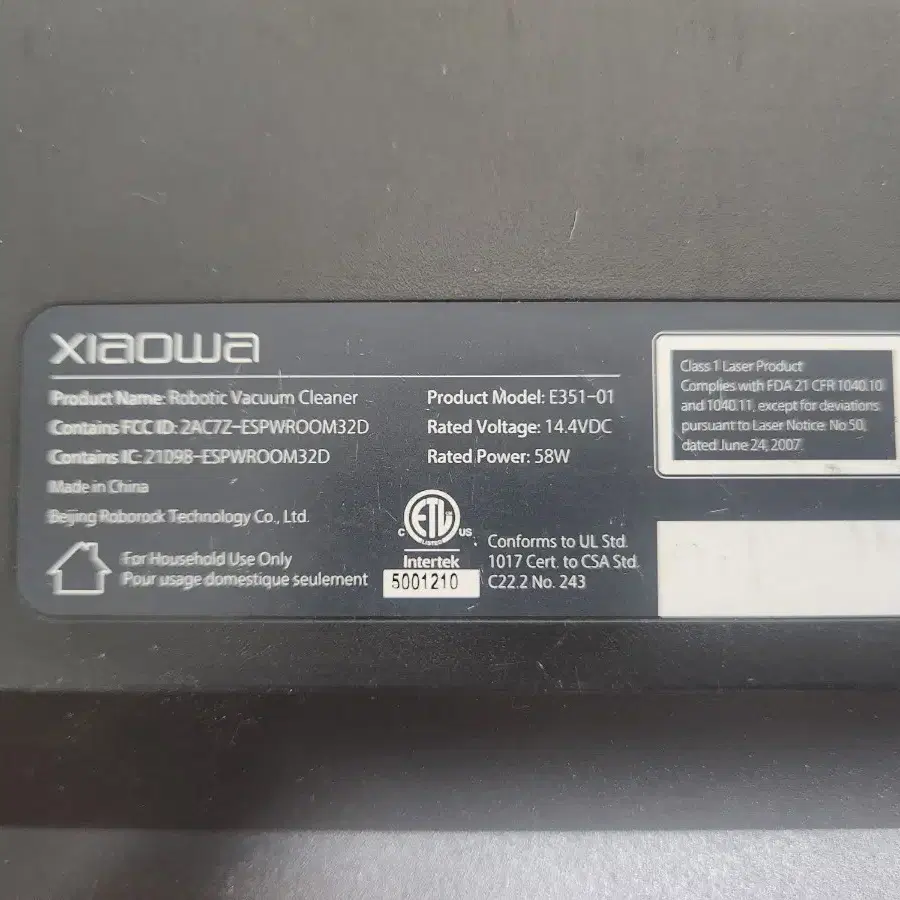 xiaowa
Product Name: Robotic Vacuum Cleaner
Contains FCC ID: 2AC7Z-ESPWROOM32D
Contains IC: 21098-ESPWROOM32D
Made in China
Beijing Roborock Technology Co., Ltd.
For Household Use Only
Pour usage domestique seulement
Product Model: E351-01
Rated Voltage: 14.4VDC
Rated Power: 58W
C ETL US
LISTED
Intertek
5001210
Conforms to UL Std.
1017 Cert. to CSA Std.
C22.2 No. 243
Class 1 Laser Product
Complies with FDA 21 CFR 1040.10
and 1040.11, except for deviations
pursuant to Laser Notice: No 50,
dated June 24, 2007